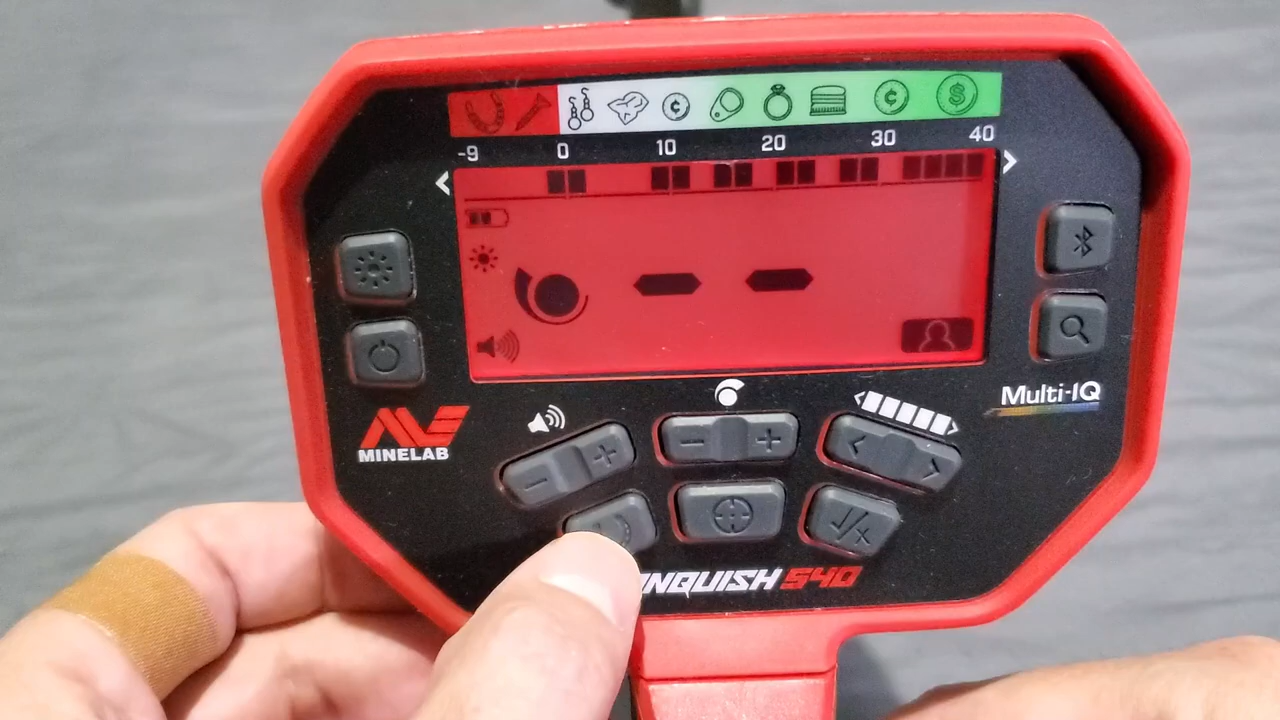 ¢ ¢ $
-9 0 10 20 30 40
< >
- -
Multi-IQ
MINELAB
- + - + < >
√/x
NQUISH 540